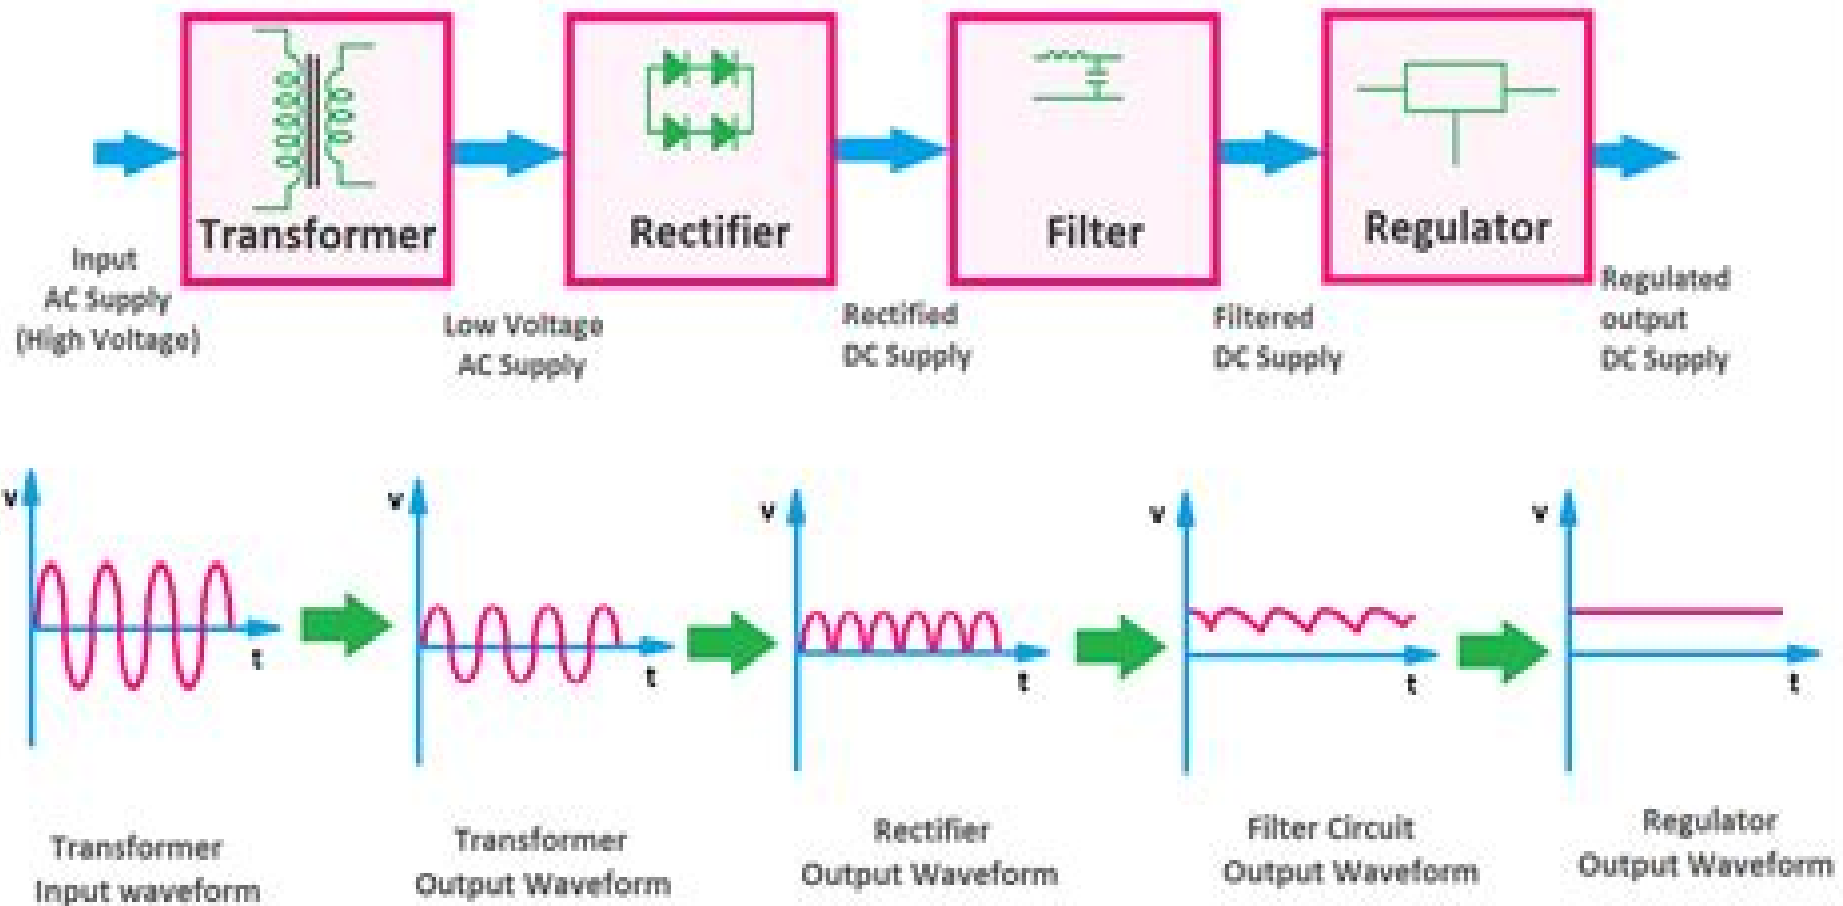 Transformer
Rectifier
Filter
Regulator
Input
AC Supply
(High Voltage)
Low Voltage
AC Supply
Rectified
DC Supply
Filtered
DC Supply
Regulated
output
DC Supply
v
t
v
t
v
t
v
t
v
t
Transformer
Input waveform
Transformer
Output Waveform
Rectifier
Output Waveform
Filter Circuit
Output Waveform
Regulator
Output Waveform